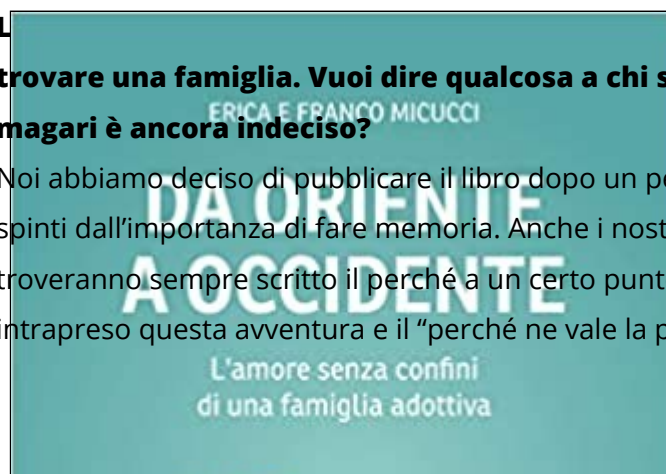 L
trovare una famiglia. Vuoi dire qualcosa a chi s
ERICA E FRANCO MICUCCI
magari è ancora indeciso?
Noi abbiamo deciso di pubblicare il libro dopo un po
DA ORIENTE
spinti dall’importanza di fare memoria. Anche i nost
troveranno sempre scritto il perché a un certo punt
A OCCIDENTE
intrapreso questa avventura e il “perché ne vale la p
L'amore senza confini
di una famiglia adottiva